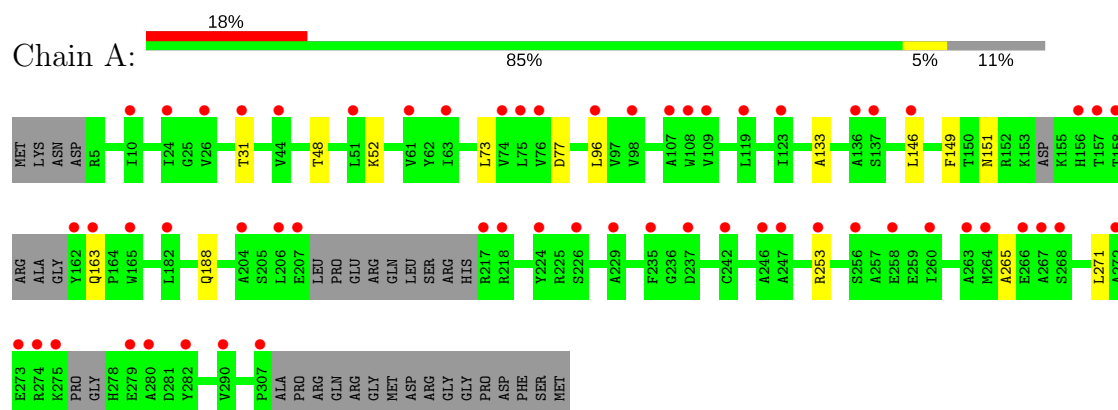 18%
Chain A:
85% 5% 11%
MET LYS ASN ASP R5 I10 I24 G25 V26 T31 V44 T48 L51 K52 V61 Y62 I63 L73 V74 L75 V76 D77 L96 V97 V98 A107 W108 V109 L119 I123 A133 A136 S137 L146 F149 T150 N151 R152 K153 ASP K155 H156 T157 T158
ARG ALA GLY Y162 Q163 P164 W165 L182 Q188 A204 S205 L206 E207 LEU PRO GLU ARG GLN LEU SER ARG HIS R217 R218 Y224 R225 S226 A229 F235 G236 D237 C242 A246 A247 R253 S256 A257 E258 E259 I260 A263 M264 A265 E266 A267 S268 L271 A272
E273 R274 K275 PRO GLY H278 E279 A280 D281 Y282 V290 P307 ALA PRO ARG GLN ARG GLY MET ASP ARG GLY GLY PRO ASP PHE SER MET